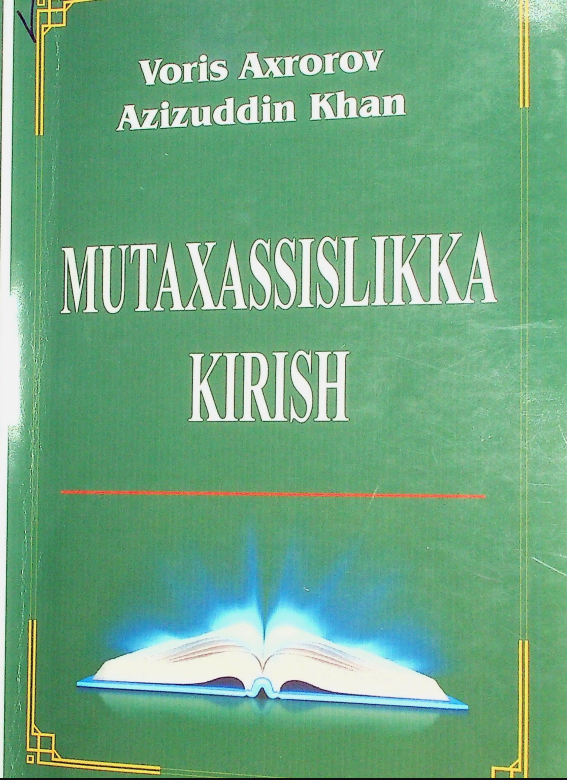 Voris Axrorov
Azizuddin Khan
MUTAXASSISLIKKA
KIRISH